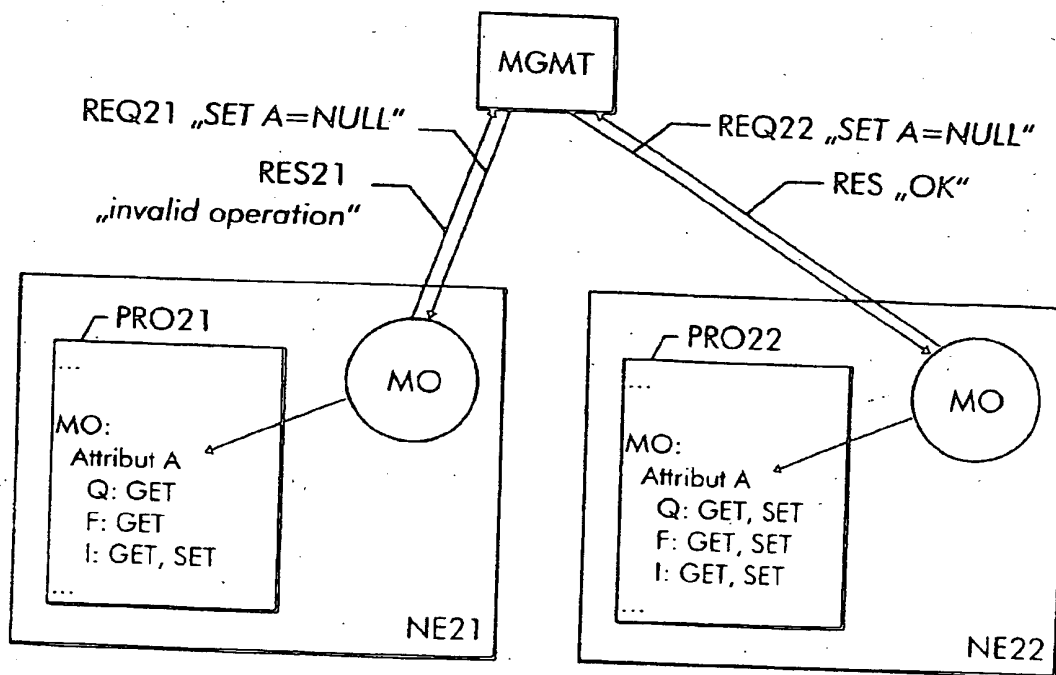 MGMT
REQ21 „SET A=NULL"
RES21
„invalid operation"
REQ22 „SET A=NULL"
RES „OK"
PRO21
...
MO:
Attribut A
Q: GET
F: GET
I: GET, SET
...
MO
NE21
PRO22
...
MO:
Attribut A
Q: GET, SET
F: GET, SET
I: GET, SET
...
MO
NE22